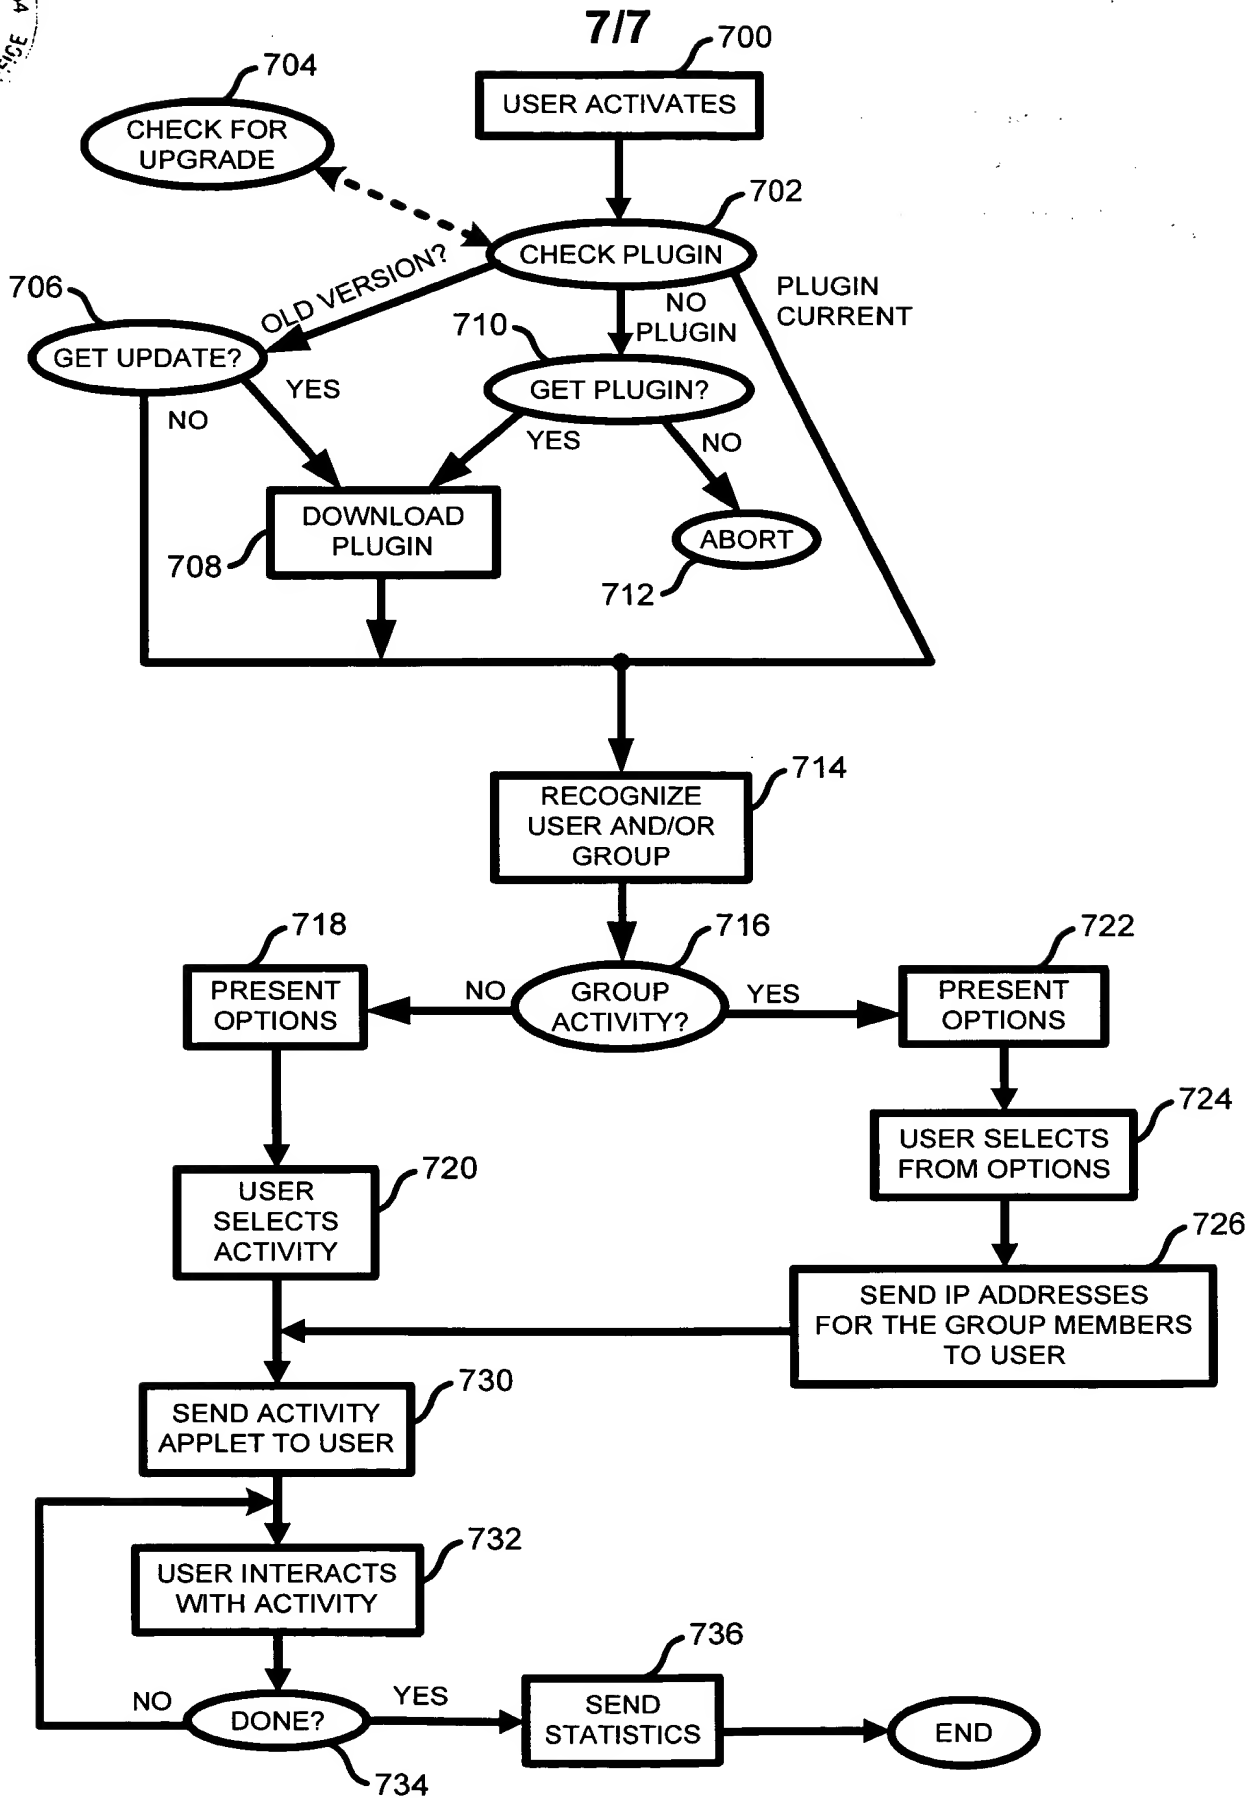 7/7
700
USER ACTIVATES
704
CHECK FOR
UPGRADE
702
CHECK PLUGIN
OLD VERSION?
NO
PLUGIN
PLUGIN
CURRENT
706
GET UPDATE?
YES
NO
710
GET PLUGIN?
YES
NO
DOWNLOAD
PLUGIN
708
ABORT
712
RECOGNIZE
USER AND/OR
GROUP
714
718
PRESENT
OPTIONS
NO
716
GROUP
ACTIVITY?
YES
722
PRESENT
OPTIONS
724
USER SELECTS
FROM OPTIONS
720
USER
SELECTS
ACTIVITY
726
SEND IP ADDRESSES
FOR THE GROUP MEMBERS
TO USER
730
SEND ACTIVITY
APPLET TO USER
732
USER INTERACTS
WITH ACTIVITY
NO
DONE?
734
YES
736
SEND
STATISTICS
END